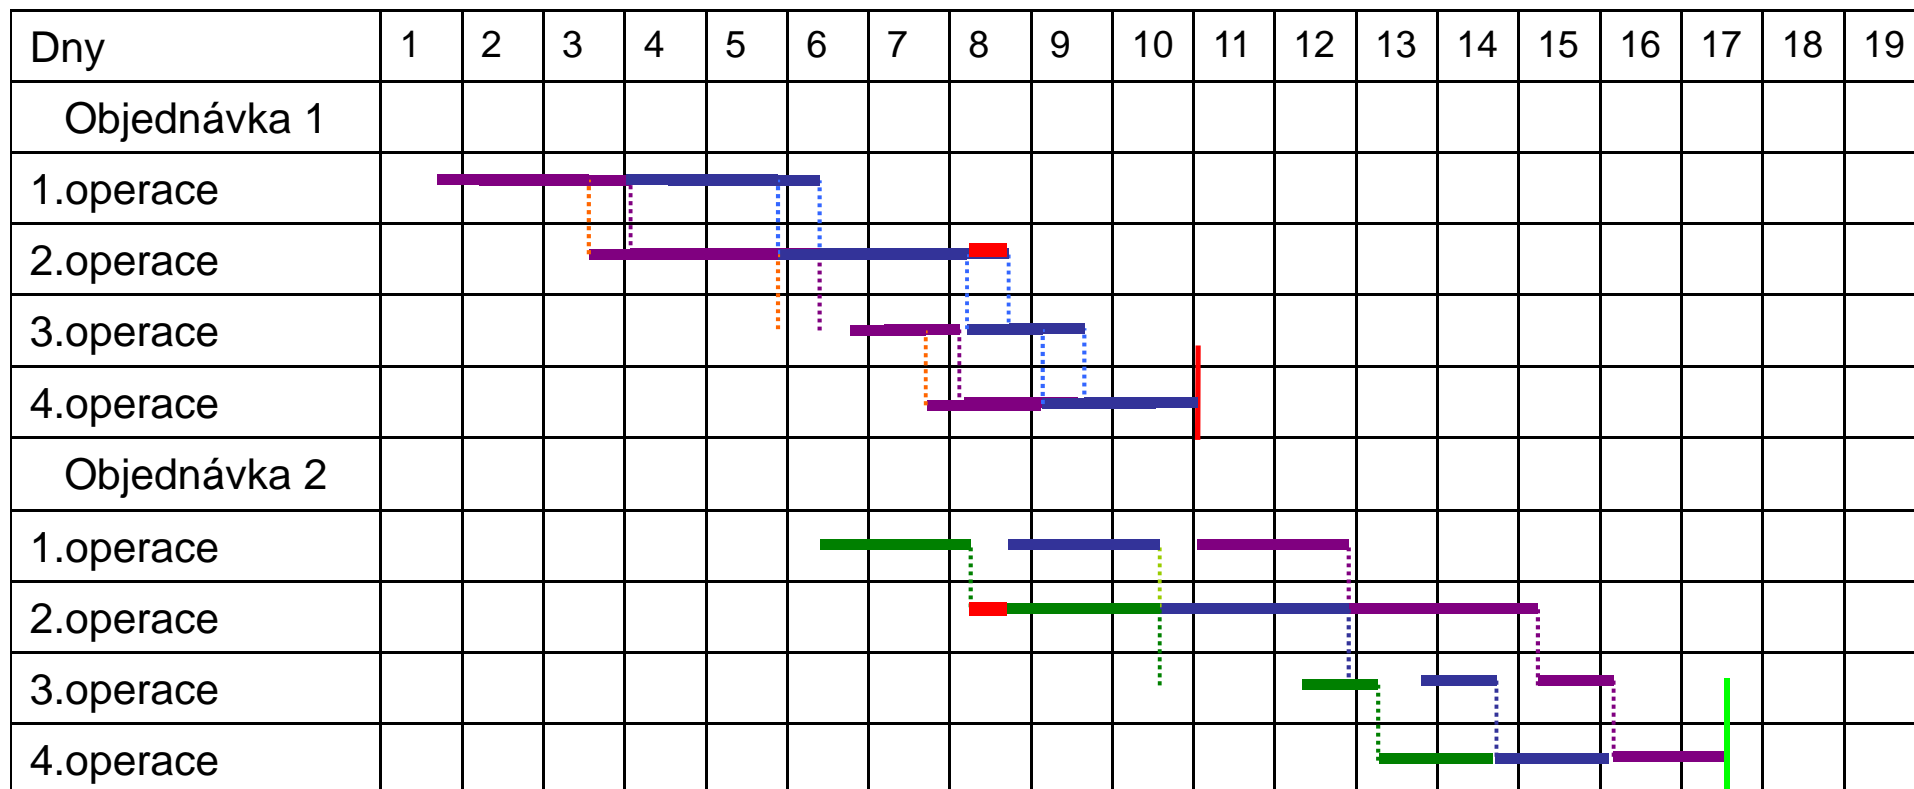 Dny 1 2 3 4 5 6 7 8 9 10 11 12 13 14 15 16 17 18 19
Objednávka 1
1.operace
2.operace
3.operace
4.operace
Objednávka 2
1.operace
2.operace
3.operace
4.operace